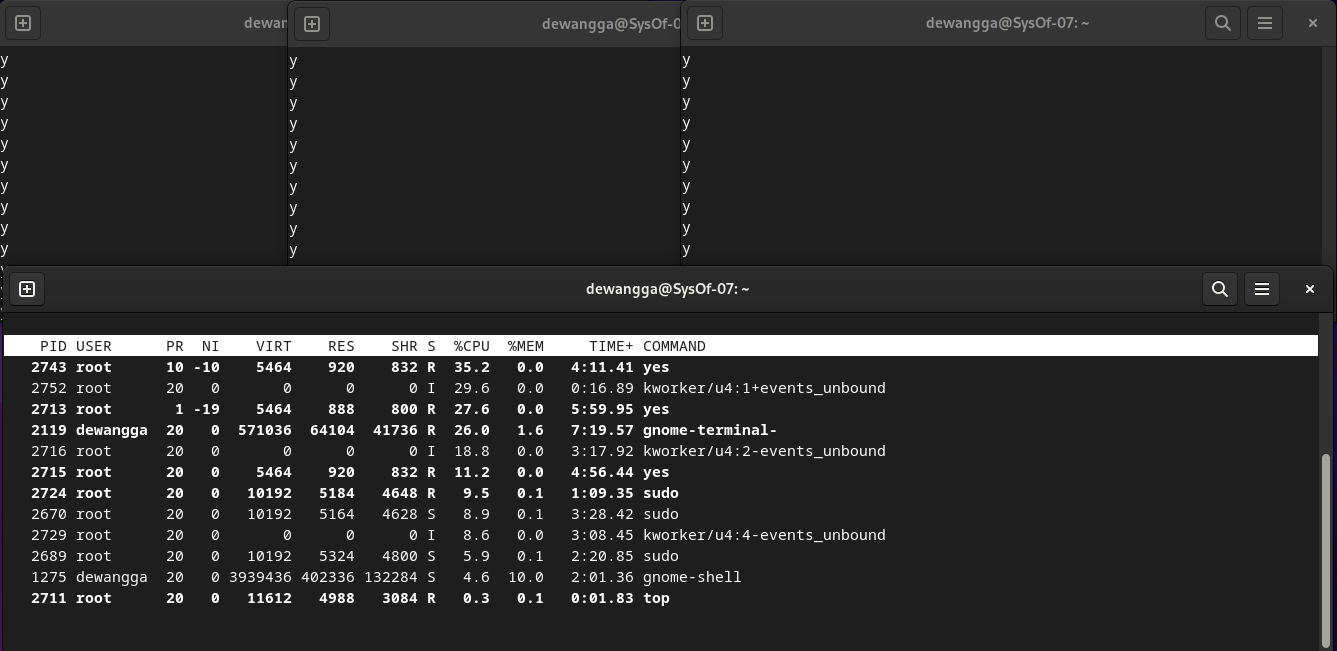 dewan
dewangga@SysOf-0
dewangga@SysOf-07: ~
y y y
y y y
y y y
y y y
y y y
y y y
y y y
y y y
y y y
y y y
dewangga@SysOf-07: ~
PID USER PR NI VIRT RES SHR S %CPU %MEM TIME+ COMMAND
2743 root 10 -10 5464 920 832 R 35.2 0.0 4:11.41 yes
2752 root 20 0 0 0 0 I 29.6 0.0 0:16.89 kworker/u4:1+events_unbound
2713 root 1 -19 5464 888 800 R 27.6 0.0 5:59.95 yes
2119 dewangga 20 0 571036 64104 41736 R 26.0 1.6 7:19.57 gnome-terminal-
2716 root 20 0 0 0 0 I 18.8 0.0 3:17.92 kworker/u4:2-events_unbound
2715 root 20 0 5464 920 832 R 11.2 0.0 4:56.44 yes
2724 root 20 0 10192 5184 4648 R 9.5 0.1 1:09.35 sudo
2670 root 20 0 10192 5164 4628 S 8.9 0.1 3:28.42 sudo
2729 root 20 0 0 0 0 I 8.6 0.0 3:08.45 kworker/u4:4-events_unbound
2689 root 20 0 10192 5324 4800 S 5.9 0.1 2:20.85 sudo
1275 dewangga 20 0 3939436 402336 132284 S 4.6 10.0 2:01.36 gnome-shell
2711 root 20 0 11612 4988 3084 R 0.3 0.1 0:01.83 top